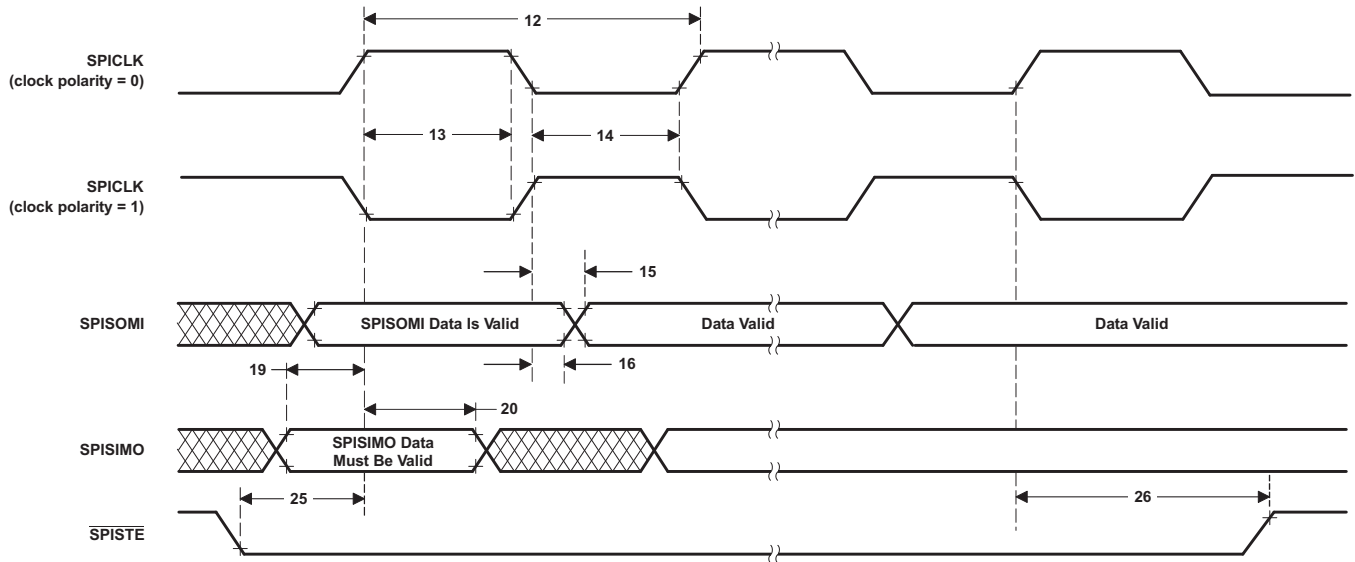 12
SPICLK
(clock polarity = 0)
13
14
SPICLK
(clock polarity = 1)
15
SPISOMI
SPISOMI Data Is Valid
Data Valid
Data Valid
16
19
20
SPISIMO
SPISIMO Data
Must Be Valid
25
26
SPISTE